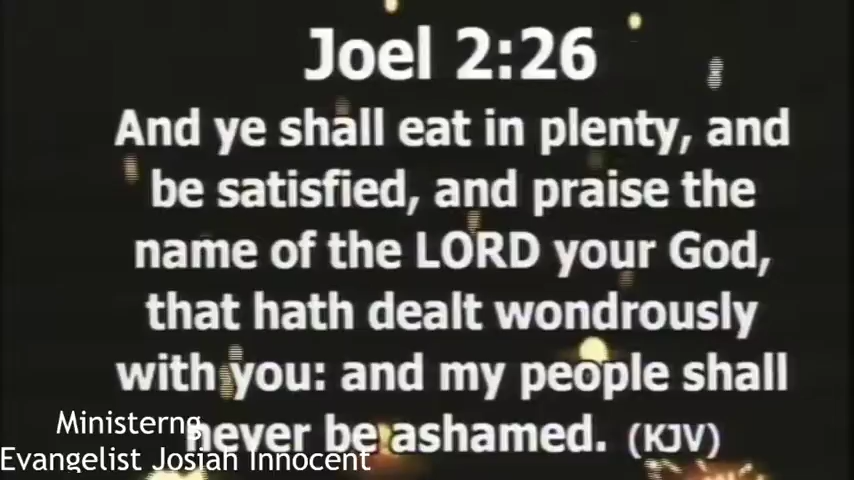 Joel 2:26
And ye shall eat in plenty, and
be satisfied, and praise the
name of the LORD your God,
that hath dealt wondrously
with you: and my people shall
never be ashamed. (KJV)
Ministerng
Evangelist Josiah Innocent